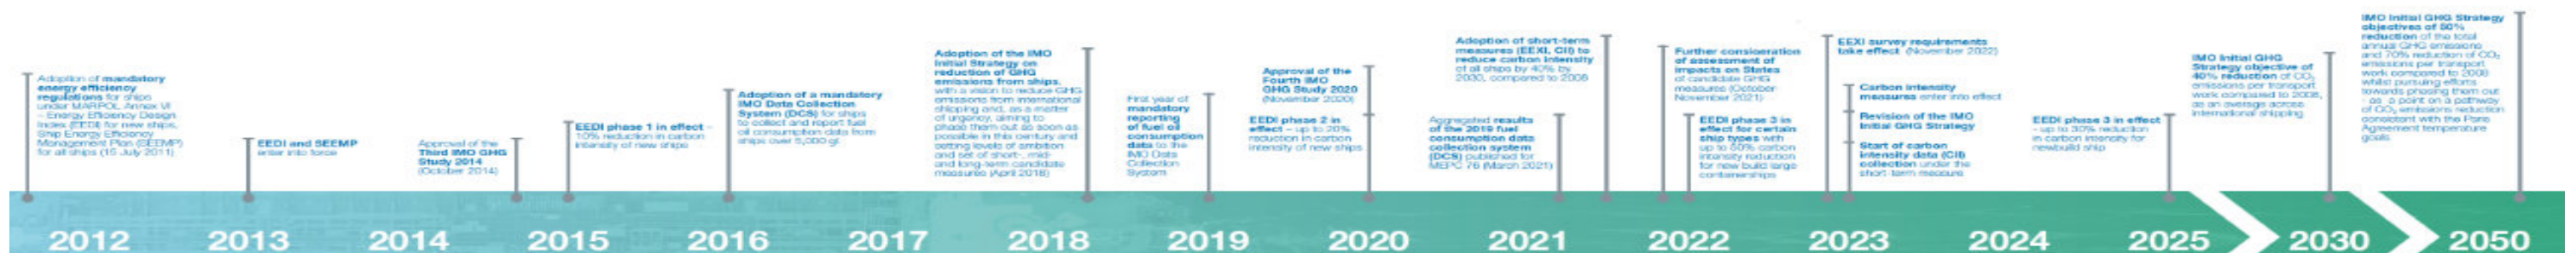 Adoption of mandatory
energy efficiency
regulations for ships
under MARPOL Annex VI
– Energy Efficiency Design
Index (EEDI) for new ships,
Ship Energy Efficiency
Management Plan (SEEMP)
for all ships (15 July 2011)
EEDI and SEEMP
enter into force
Approval of the
Third IMO GHG
Study 2014
(October 2014)
EEDI phase 1 in effect –
10% reduction in carbon
intensity of new ships
Adoption of a mandatory
IMO Data Collection
System (DCS) for ships
to collect and report fuel
oil consumption data from
ships over 5,000 gt
Adoption of the IMO
Initial Strategy on
reduction of GHG
emissions from ships,
with a vision to reduce GHG
emissions from international
shipping and, as a matter
of urgency, aiming to
phase them out as soon as
possible in this century and
setting levels of ambition
and set of short-, mid-
and long-term candidate
measures (April 2018)
First year of
mandatory
reporting
of fuel oil
consumption
data to the
IMO Data
Collection
System
Approval of the
Fourth IMO
GHG Study 2020
(November 2020)
EEDI phase 2 in
effect – up to 20%
reduction in carbon
intensity of new ships
Adoption of short-term
measures (EEXI, CII) to
reduce carbon intensity
of all ships by 40% by
2030, compared to 2008
Aggregated results
of the 2019 fuel
consumption data
collection system
(DCS) published for
MEPC 76 (March 2021)
Further consideration
of assessment of
impacts on States
of candidate GHG
measures (October-
November 2021)
EEDI phase 3 in
effect for certain
ship types with
up to 50% carbon
intensity reduction
for new build large
containerships
EEXI survey requirements
take effect (November 2022)
Carbon intensity
measures enter into effect
Revision of the IMO
Initial GHG Strategy
Start of carbon
intensity data (CII)
collection under the
short-term measure
EEDI phase 3 in effect
- up to 30% reduction
in carbon intensity for
newbuild ship
IMO Initial GHG
Strategy objective of
40% reduction of CO₂
emissions per transport
work compared to 2008,
as an average across
international shipping
IMO Initial GHG Strategy
objectives of 50%
reduction of the total
annual GHG emissions
and 70% reduction of CO₂
emissions per transport
work compared to 2008
whilst pursuing efforts
towards phasing them out
- as a point on a pathway
of CO₂ emissions reduction
consistent with the Paris
Agreement temperature
goals
2012 2013 2014 2015 2016 2017 2018 2019 2020 2021 2022 2023 2024 2025 2030 2050